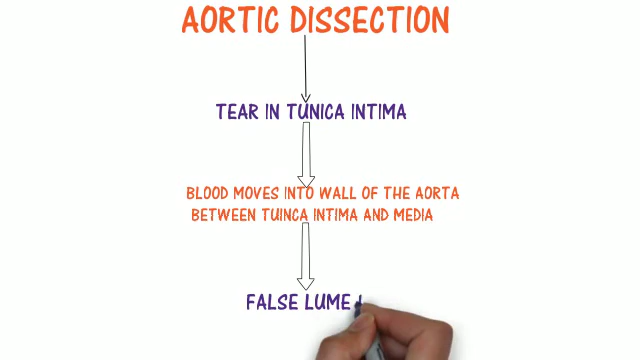 AORTIC DISSECTION
TEAR IN TUNICA INTIMA
BLOOD MOVES INTO WALL OF THE AORTA
BETWEEN TUINCA INTIMA AND MEDIA
FALSE LUME